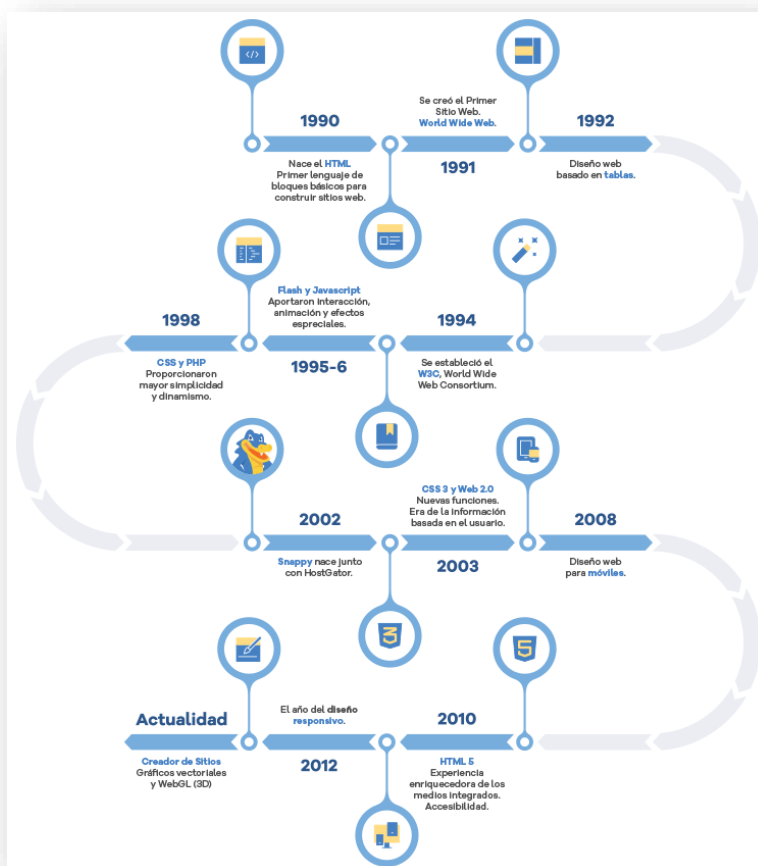 </>
1990
Nace el HTML
Primer lenguaje de
bloques básicos para
construir sitios web.
Se creó el Primer
Sitio Web.
World Wide Web.
1991
1992
Diseño web
basado en tablas.
1994
Se estableció el
W3C, World Wide
Web Consortium.
Flash y Javascript
Aportaron interacción,
animación y efectos
especiales.
1995-6
1998
CSS y PHP
Proporcionaron
mayor simplicidad
y dinamismo.
2002
Snappy nace junto
con HostGator.
CSS 3 y Web 2.0
Nuevas funciones.
Era de la información
basada en el usuario.
2003
3
2008
Diseño web
para móviles.
5
2010
HTML 5
Experiencia
enriquecedora de los
medios integrados.
Accesibilidad.
El año del diseño
responsivo.
2012
Actualidad
Creador de Sitios
Gráficos vectoriales
y WebGL (3D)